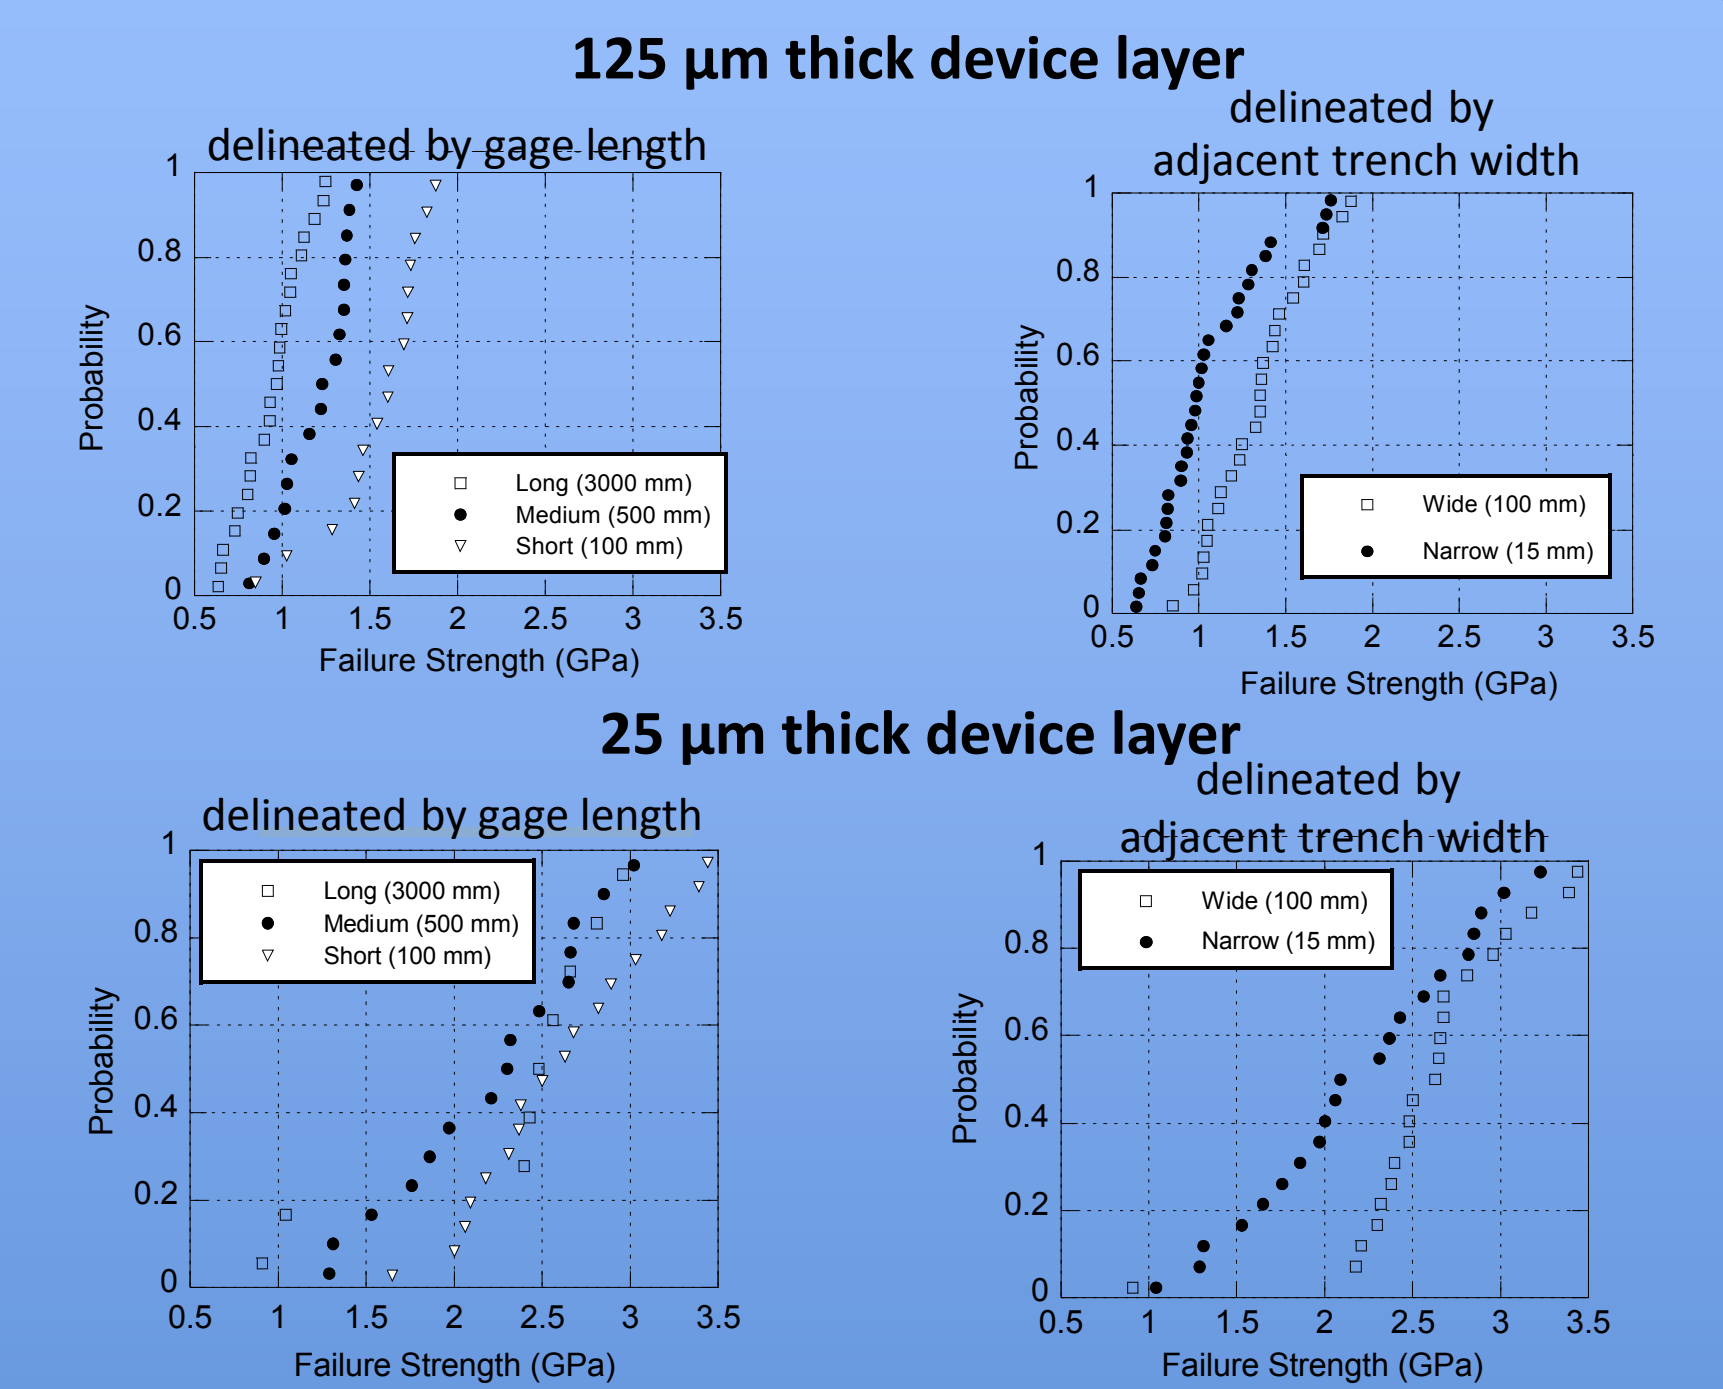 125 µm thick device layer
delineated by gage length
1
0.8
0.6
0.4
0.2
0
Probability
Long (3000 mm)
Medium (500 mm)
Short (100 mm)
0.5 1 1.5 2 2.5 3 3.5
Failure Strength (GPa)
delineated by
adjacent trench width
1
0.8
0.6
0.4
0.2
0
Probability
Wide (100 mm)
Narrow (15 mm)
0.5 1 1.5 2 2.5 3 3.5
Failure Strength (GPa)
25 µm thick device layer
delineated by gage length
1
0.8
0.6
0.4
0.2
0
Probability
Long (3000 mm)
Medium (500 mm)
Short (100 mm)
0.5 1 1.5 2 2.5 3 3.5
Failure Strength (GPa)
delineated by
adjacent trench width
1
0.8
0.6
0.4
0.2
0
Probability
Wide (100 mm)
Narrow (15 mm)
0.5 1 1.5 2 2.5 3 3.5
Failure Strength (GPa)